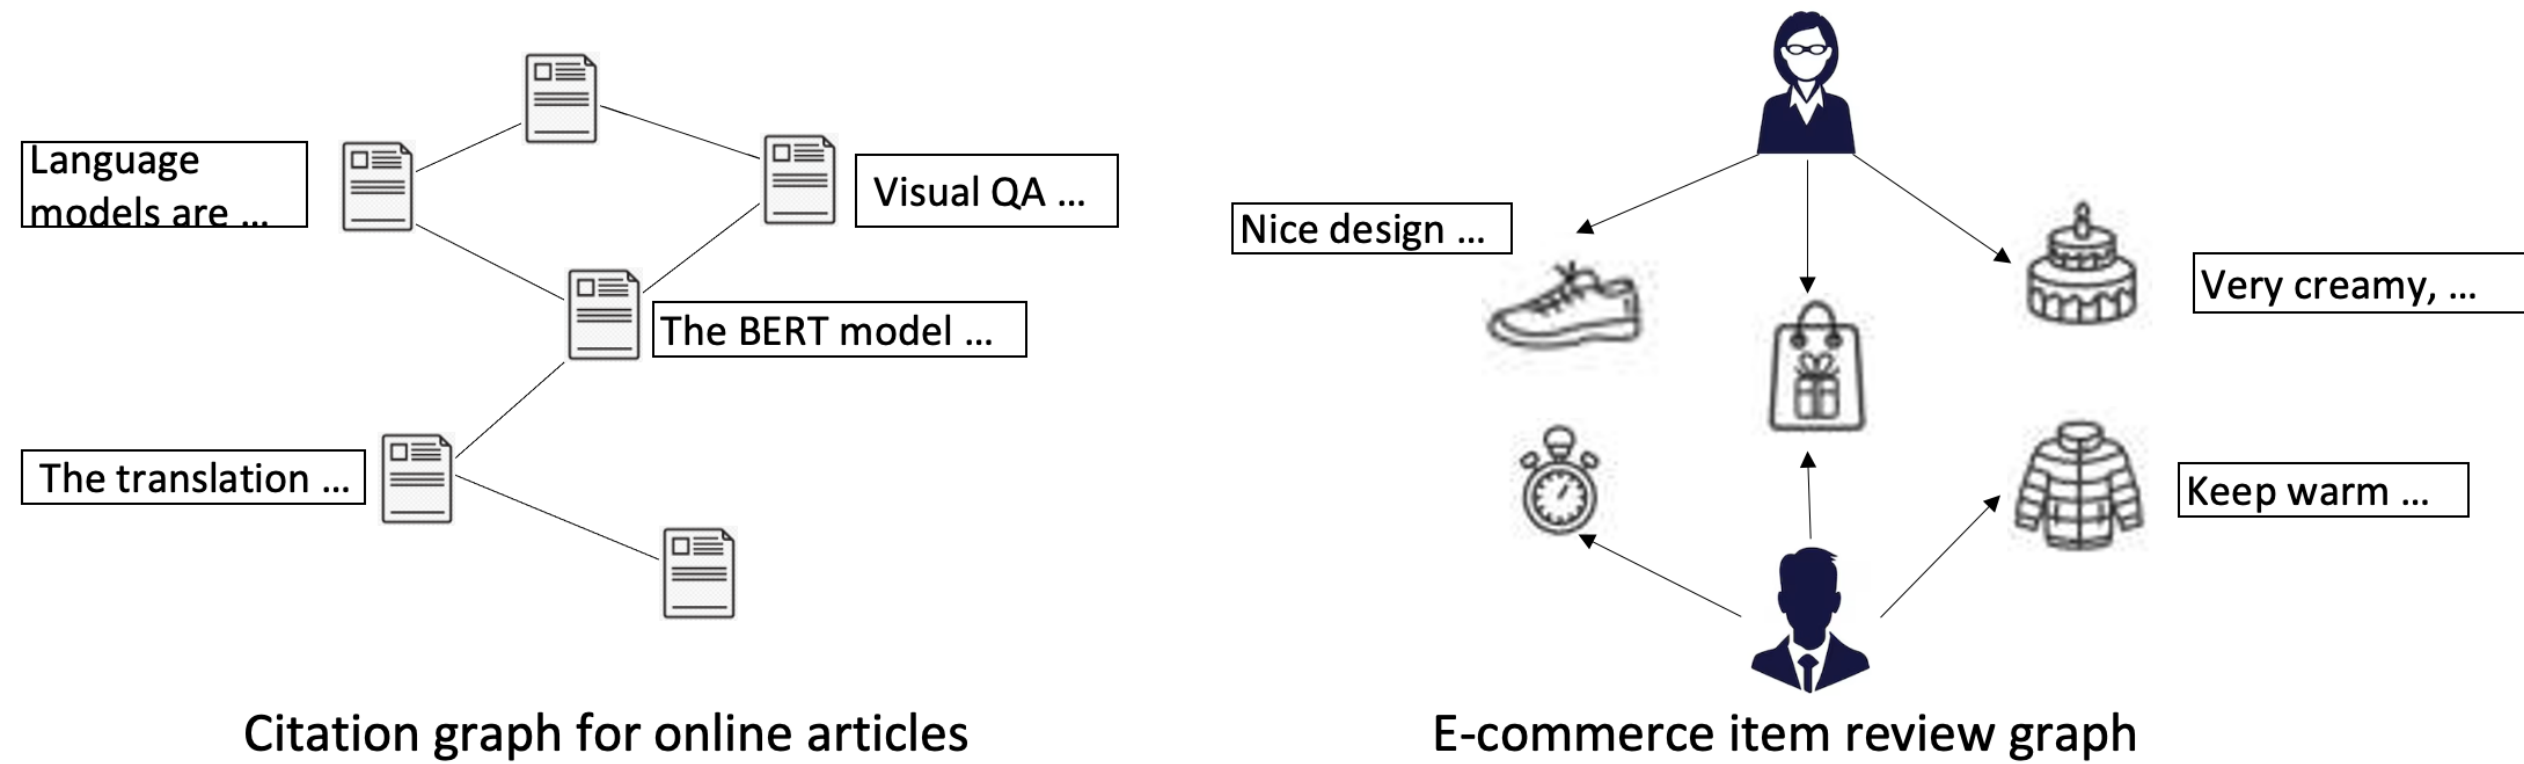 Language
models are ...
Visual QA ...
The BERT model ...
The translation ...
Citation graph for online articles
Nice design ...
Very creamy, ...
Keep warm ...
E-commerce item review graph